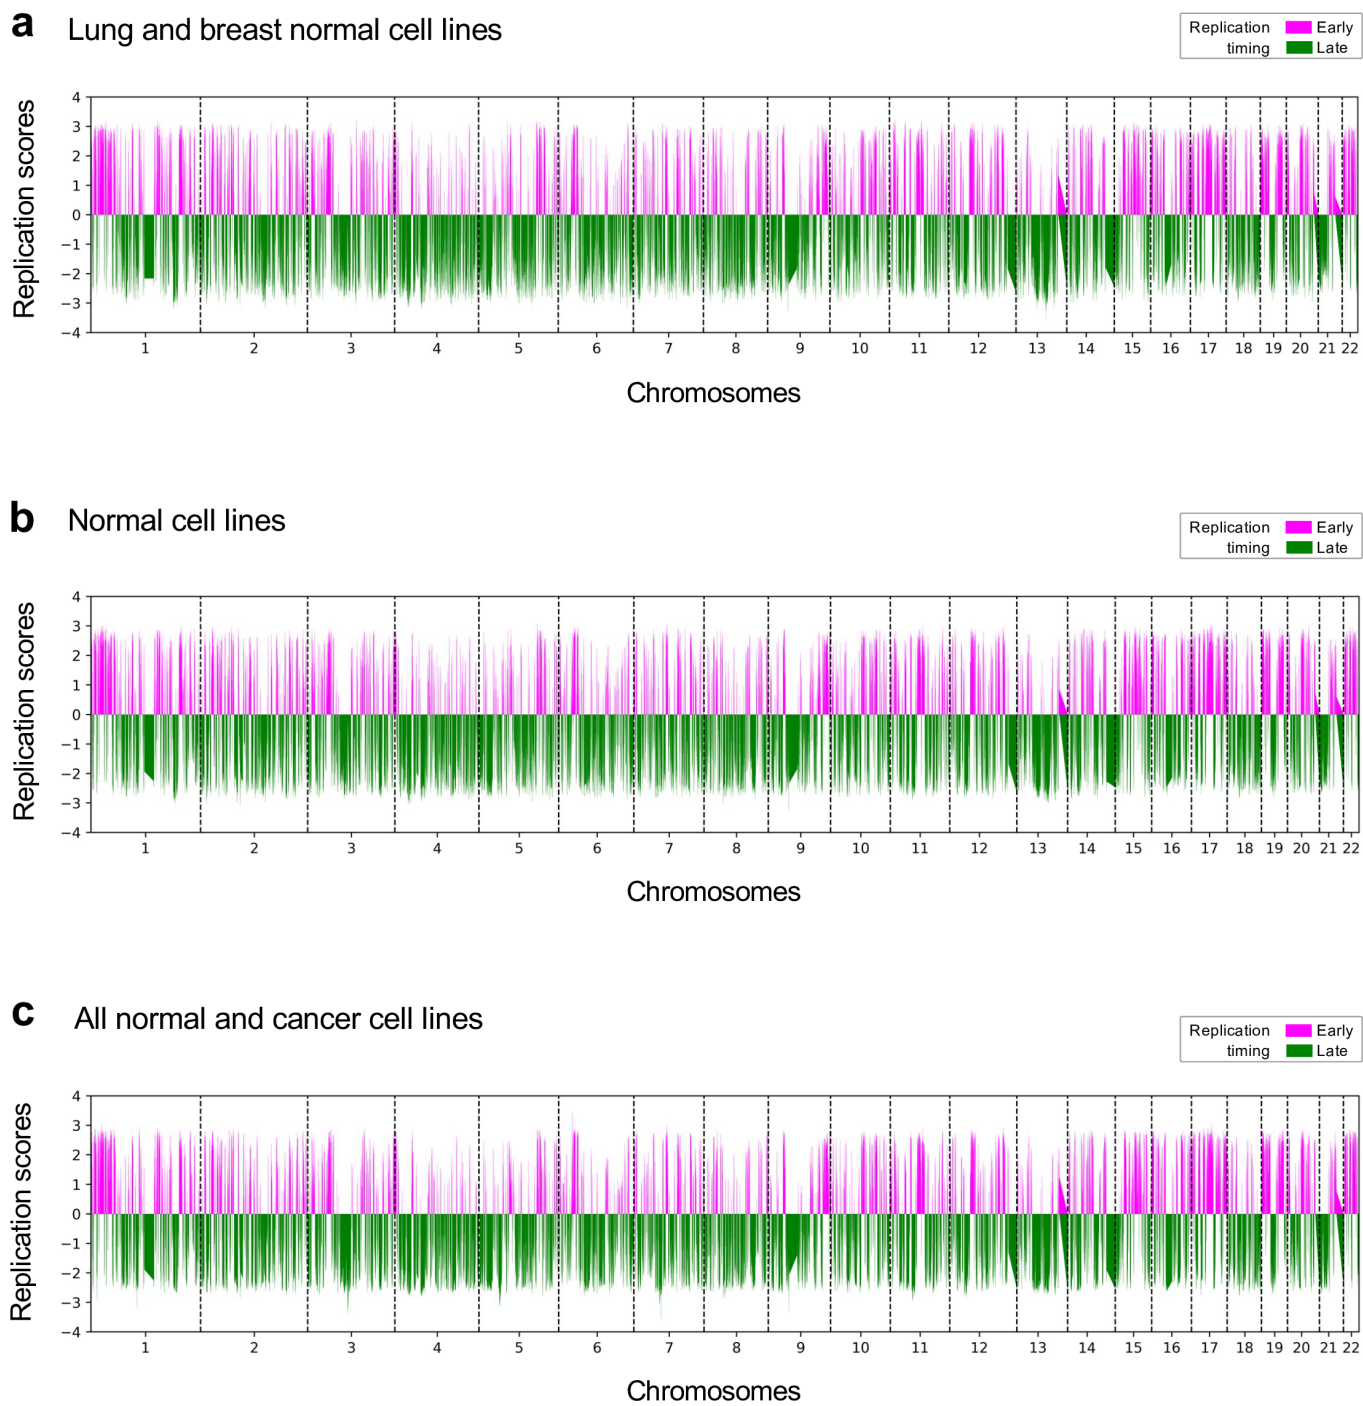 a Lung and breast normal cell lines
Replication Early
timing Late
Replication scores
4
3
2
1
0
−1
−2
−3
−4
1 2 3 4 5 6 7 8 9 10 11 12 13 14 15 16 17 18 19 20 21 22
Chromosomes
b Normal cell lines
Replication Early
timing Late
Replication scores
4
3
2
1
0
−1
−2
−3
−4
1 2 3 4 5 6 7 8 9 10 11 12 13 14 15 16 17 18 19 20 21 22
Chromosomes
c All normal and cancer cell lines
Replication Early
timing Late
Replication scores
4
3
2
1
0
−1
−2
−3
−4
1 2 3 4 5 6 7 8 9 10 11 12 13 14 15 16 17 18 19 20 21 22
Chromosomes